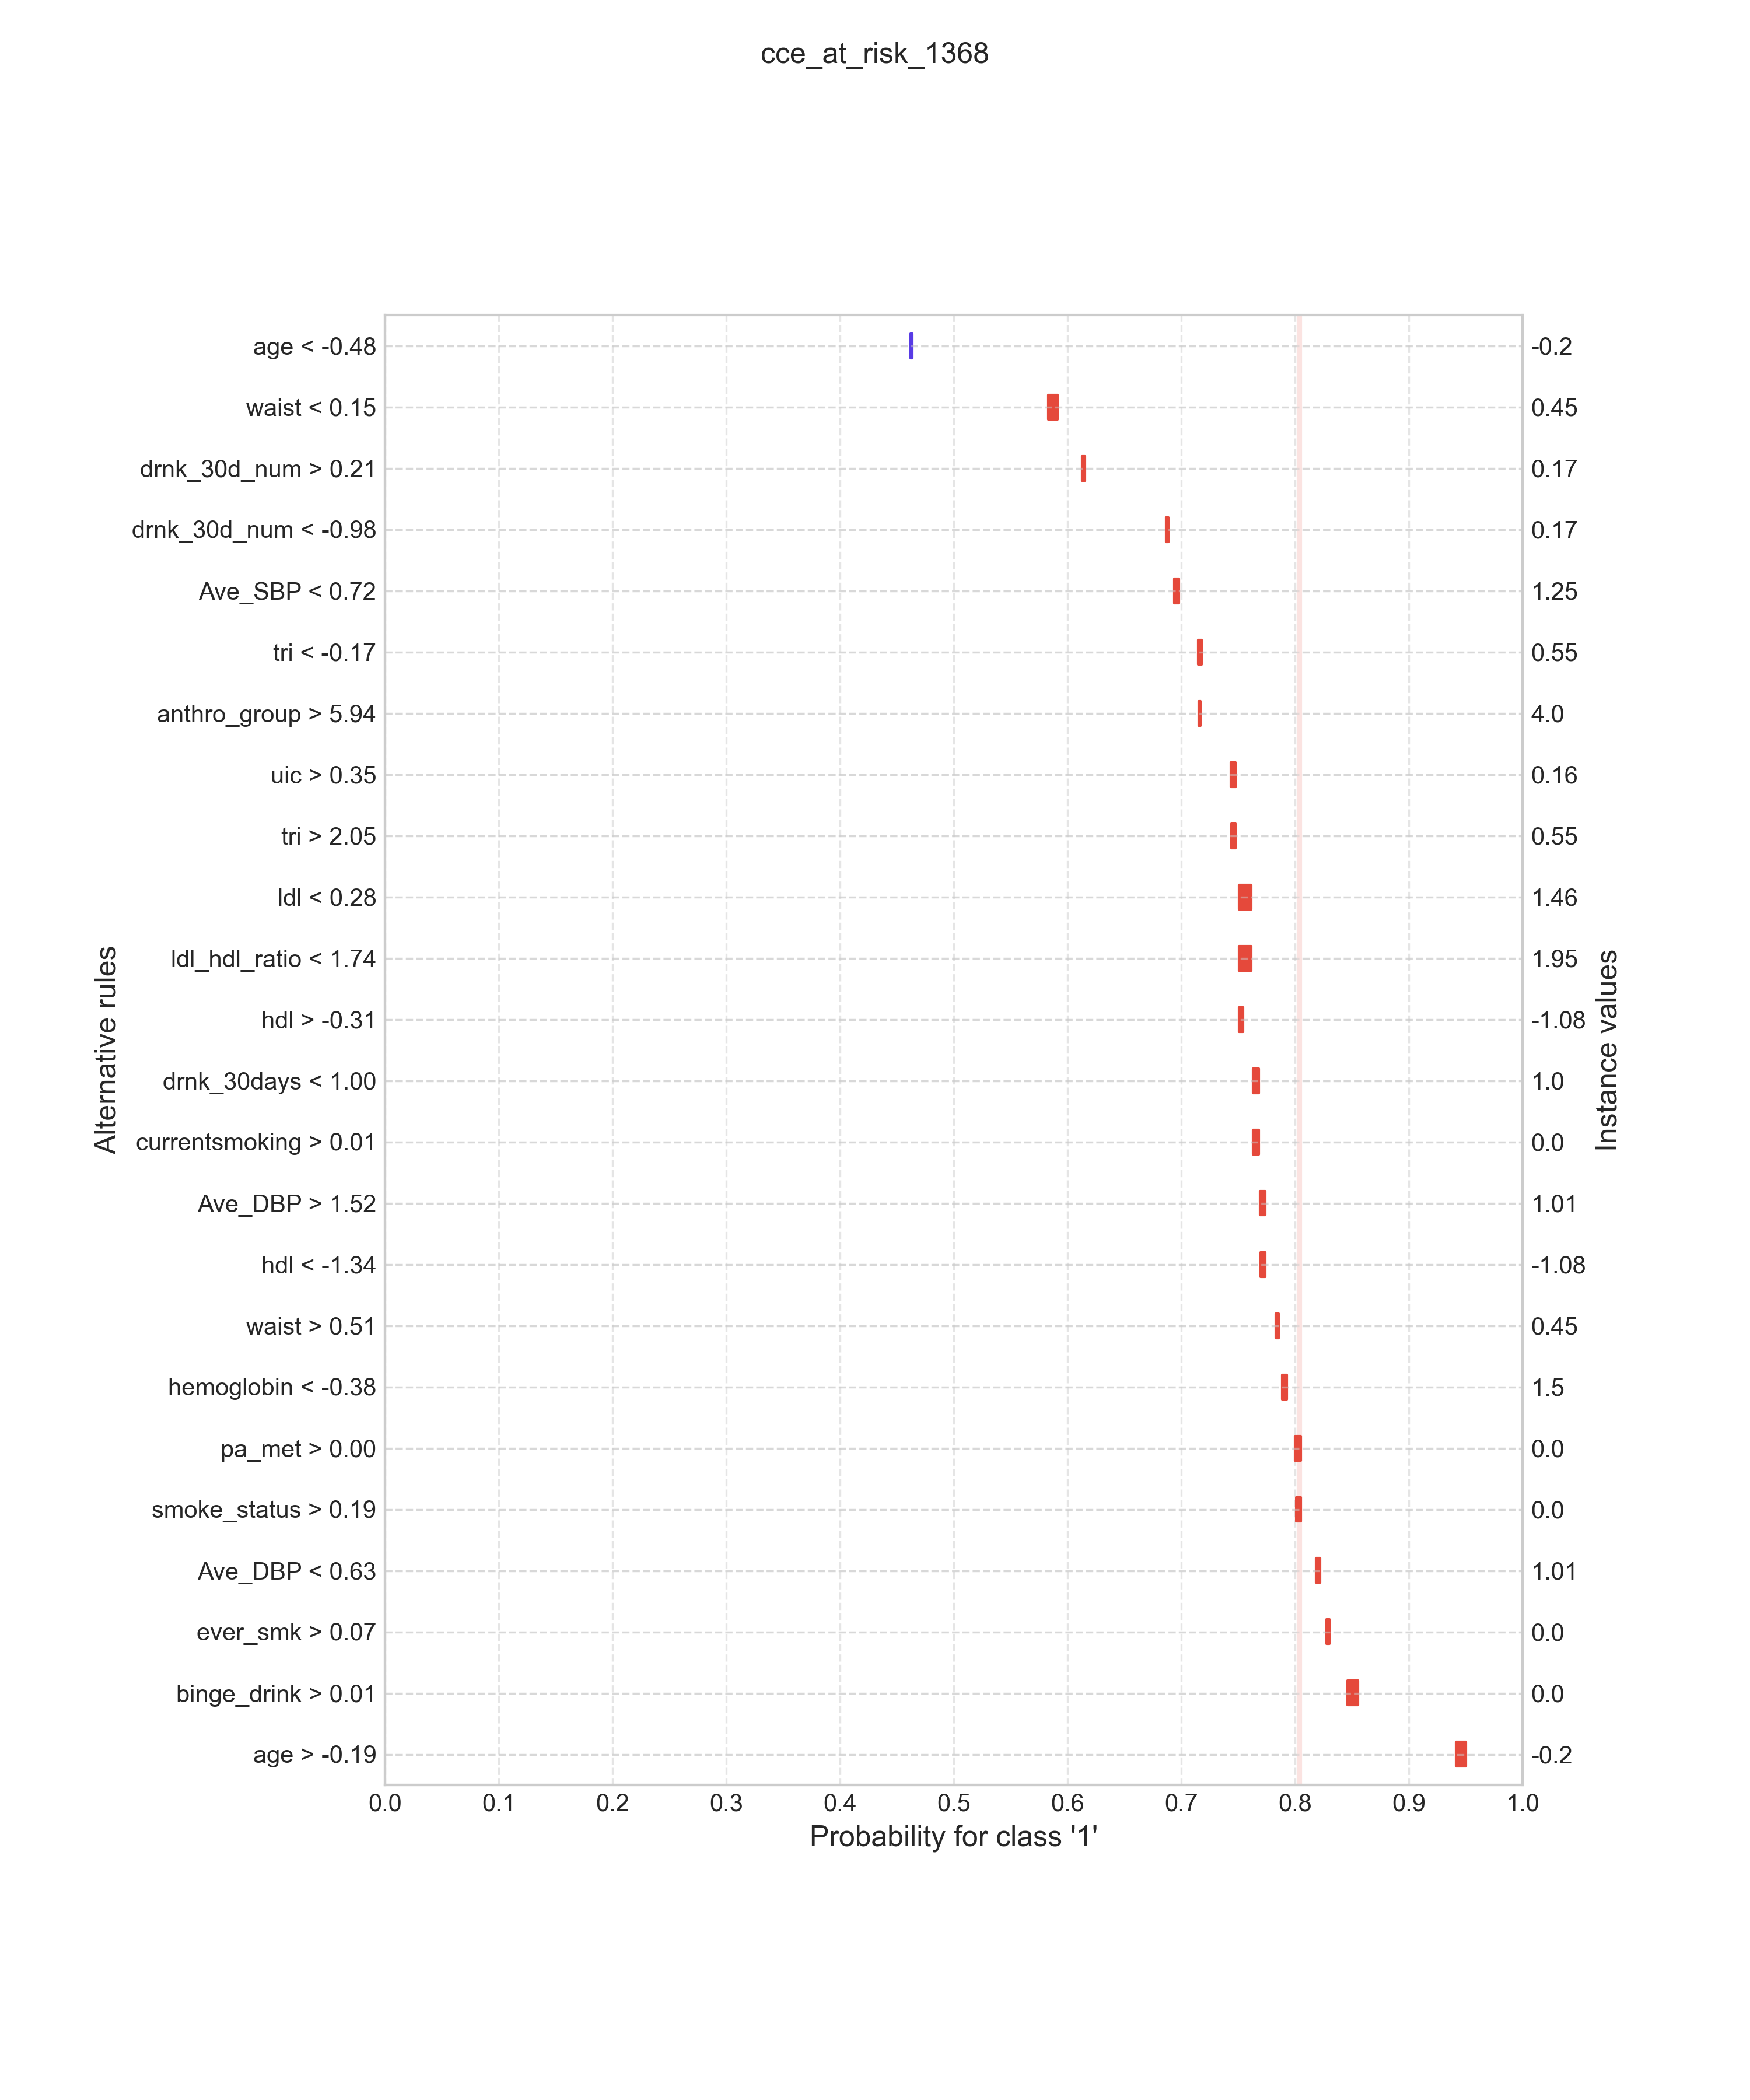 cce_at_risk_1368
age < -0.48 -0.2
waist < 0.15 0.45
drnk_30d_num > 0.21 0.17
drnk_30d_num < -0.98 0.17
Ave_SBP < 0.72 1.25
tri < -0.17 0.55
anthro_group > 5.94 4.0
uic > 0.35 0.16
tri > 2.05 0.55
ldl < 0.28 1.46
ldl_hdl_ratio < 1.74 1.95
hdl > -0.31 -1.08
drnk_30days < 1.00 1.0
currentsmoking > 0.01 0.0
Ave_DBP > 1.52 1.01
hdl < -1.34 -1.08
waist > 0.51 0.45
hemoglobin < -0.38 1.5
pa_met > 0.00 0.0
smoke_status > 0.19 0.0
Ave_DBP < 0.63 1.01
ever_smk > 0.07 0.0
binge_drink > 0.01 0.0
age > -0.19 -0.2
Alternative rules
Instance values
0.0 0.1 0.2 0.3 0.4 0.5 0.6 0.7 0.8 0.9 1.0
Probability for class '1'